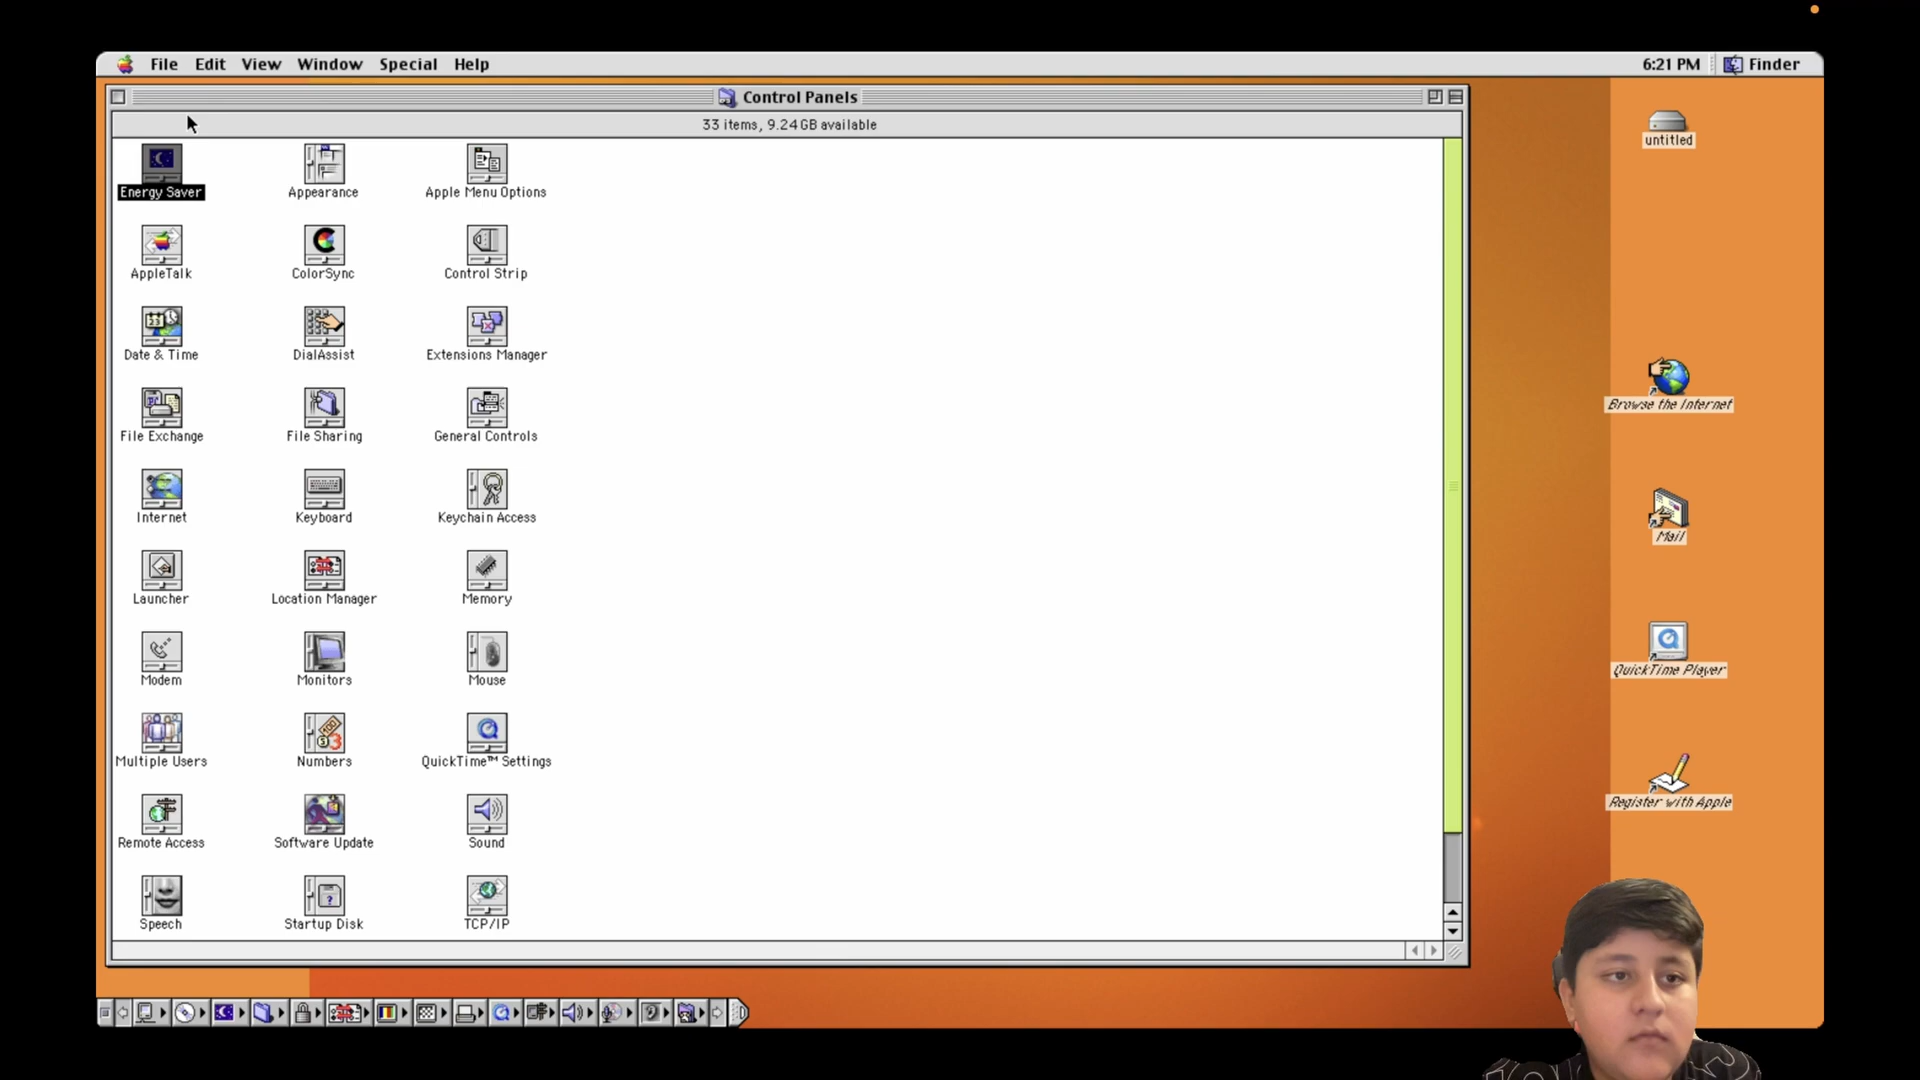 File Edit View Window Special Help
6:21 PM Finder
Control Panels
33 items, 9.24 GB available
Energy Saver Appearance Apple Menu Options
AppleTalk ColorSync Control Strip
Date & Time DialAssist Extensions Manager
File Exchange File Sharing General Controls
Internet Keyboard Keychain Access
Launcher Location Manager Memory
Modem Monitors Mouse
Multiple Users Numbers QuickTime™ Settings
Remote Access Software Update Sound
Speech Startup Disk TCP/IP
untitled
Browse the Internet
Mail
QuickTime Player
Register with Apple